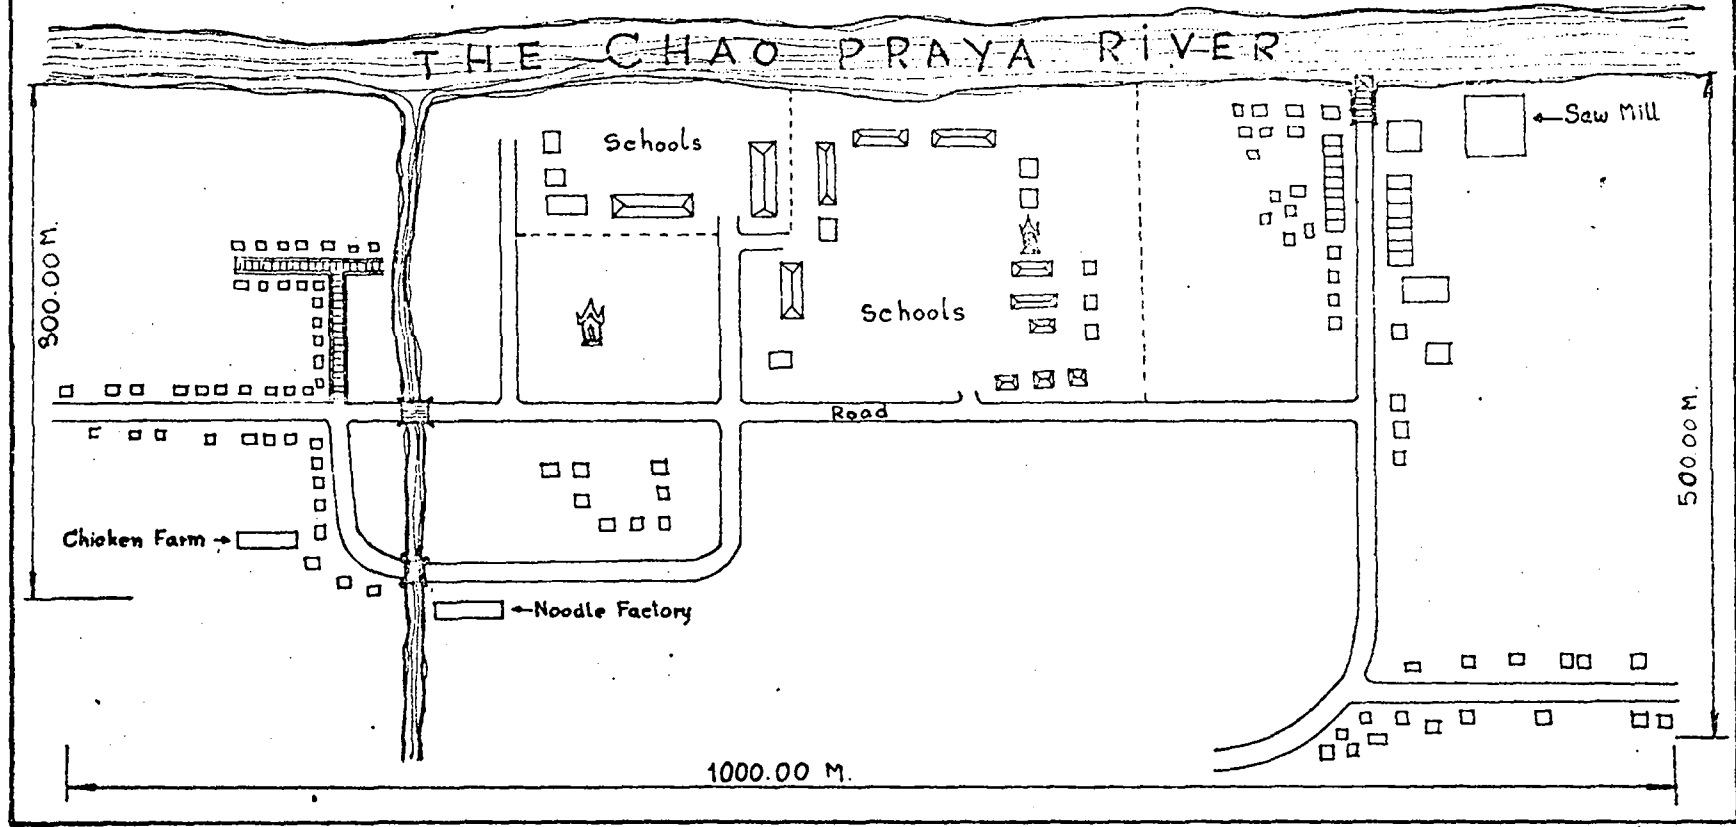 THE CHAO PRAYA RiVER
Saw Mill
Schools
300.00 M.
Schools
Road
500.00 M.
Chicken Farm
Noodle Factory
1000.00 M.